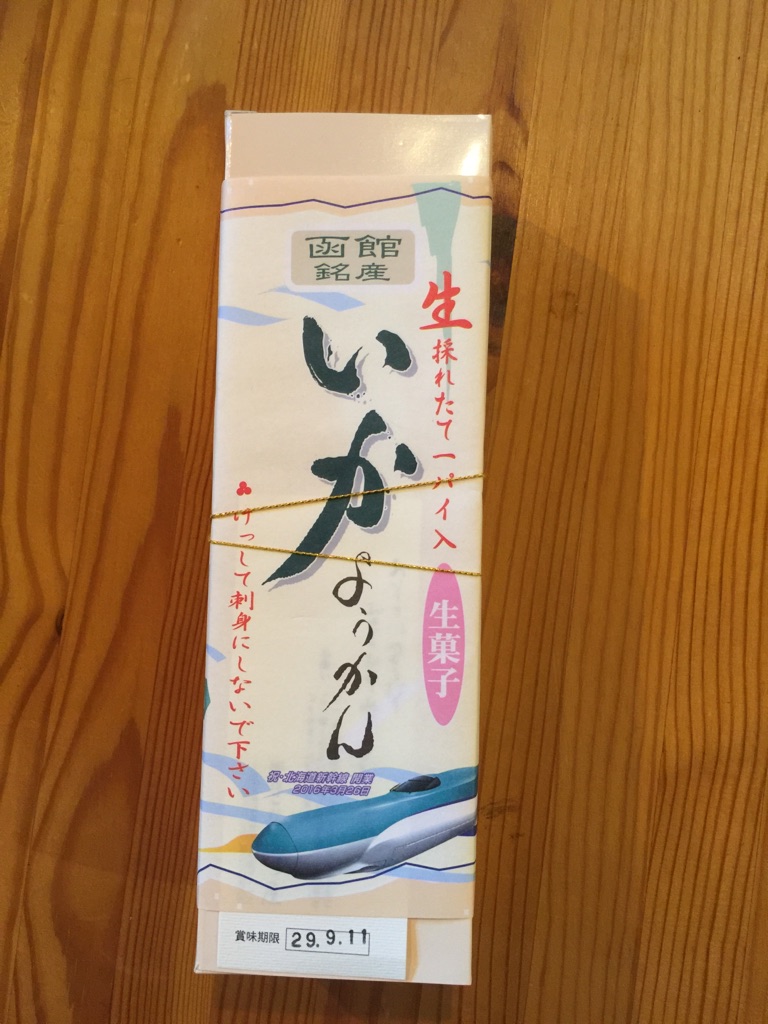 函館
銘産
生採れたて一パイ入
生菓子
いかようかん
けっして刺身にしないで下さい
祝・北海道新幹線 開業
2016年3月26日
賞味期限 29.9.11